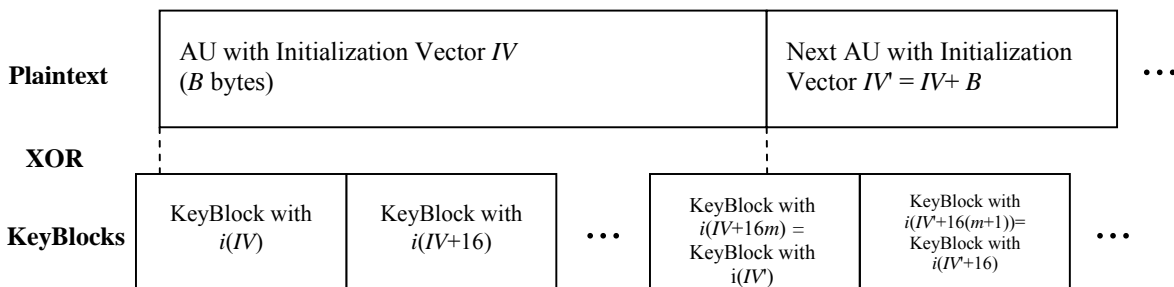 Plaintext
AU with Initialization Vector IV
(B bytes)
Next AU with Initialization
Vector IV' = IV+ B
...
XOR
KeyBlocks
KeyBlock with
i(IV)
KeyBlock with
i(IV+16)
...
KeyBlock with
i(IV+16m) =
KeyBlock with
i(IV')
KeyBlock with
i(IV'+16(m+1))=
KeyBlock with
i(IV'+16)
...